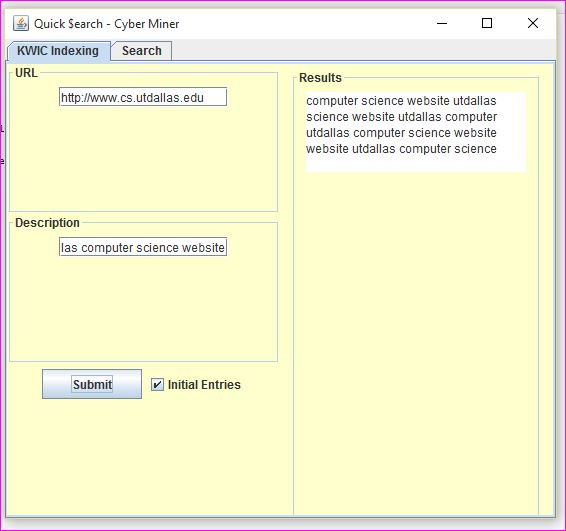 Quick $earch - Cyber Miner
KWIC Indexing
Search
URL
http://www.cs.utdallas.edu
Description
las computer science website
Submit
Initial Entries
Results
computer science website utdallas
science website utdallas computer
utdallas computer science website
website utdallas computer science